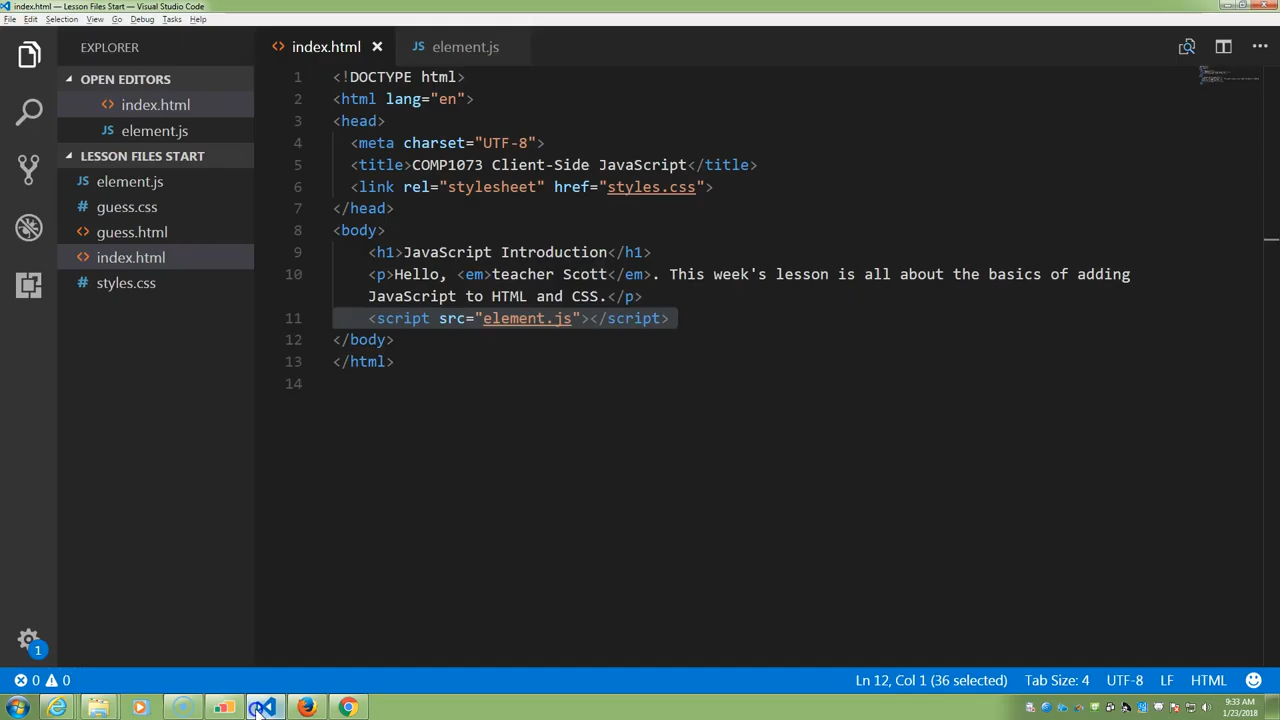 index.html — Lesson Files Start — Visual Studio Code
File Edit Selection View Go Debug Tasks Help
EXPLORER
OPEN EDITORS
index.html
JS element.js
LESSON FILES START
JS element.js
# guess.css
<> guess.html
<> index.html
# styles.css
1
<> index.html ×
JS element.js
1 <!DOCTYPE html>
2 <html lang="en">
3 <head>
4 <meta charset="UTF-8">
5 <title>COMP1073 Client-Side JavaScript</title>
6 <link rel="stylesheet" href="styles.css">
7 </head>
8 <body>
9 <h1>JavaScript Introduction</h1>
10 <p>Hello, <em>teacher Scott</em>. This week's lesson is all about the basics of adding
JavaScript to HTML and CSS.</p>
11 <script src="element.js"></script>
12 </body>
13 </html>
14
0 0
Ln 12, Col 1 (36 selected) Tab Size: 4 UTF-8 LF HTML
9:33 AM
1/23/2018